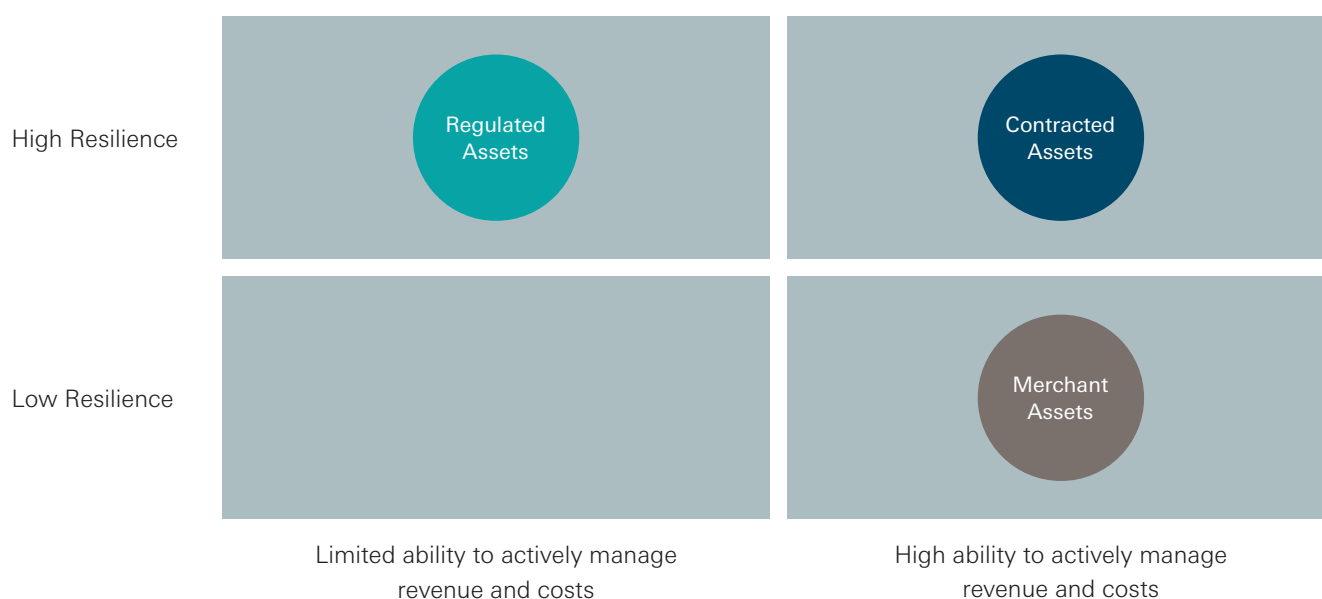 High Resilience
Regulated
Assets
Contracted
Assets
Low Resilience
Merchant
Assets
Limited ability to actively manage
revenue and costs
High ability to actively manage
revenue and costs